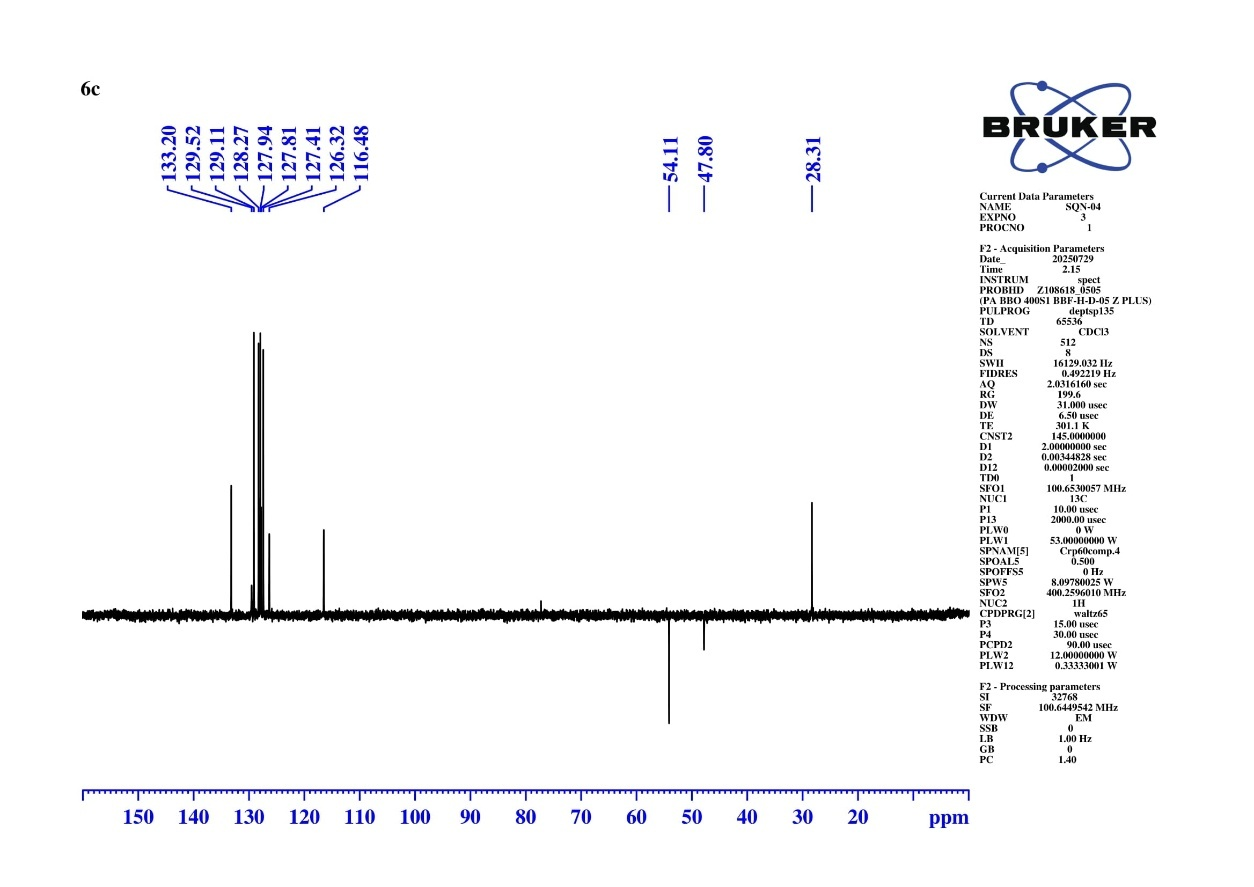 6c
133.20
129.52
129.11
128.27
127.94
127.81
127.41
126.32
116.48
54.11
47.80
28.31
BRUKER
Current Data Parameters
NAME SQN-04
EXPNO 3
PROCNO 1
F2 - Acquisition Parameters
Date_ 20250729
Time 2.15
INSTRUM spect
PROBHD Z108618_0505
(PA BBO 400S1 BBF-H-D-05 Z PLUS)
PULPROG deptsp135
TD 65536
SOLVENT CDCl3
NS 512
DS 8
SWH 16129.032 Hz
FIDRES 0.492219 Hz
AQ 2.0316160 sec
RG 199.6
DW 31.000 usec
DE 6.50 usec
TE 301.1 K
CNST2 145.0000000
D1 2.00000000 sec
D2 0.00344828 sec
D12 0.00002000 sec
TD0 1
SFO1 100.6530057 MHz
NUC1 13C
P1 10.00 usec
P13 2000.00 usec
PLW0 0 W
PLW1 53.00000000 W
SPNAM[5] Crp60comp.4
SPOAL5 0.500
SPOFFS5 0 Hz
SPW5 8.09780025 W
SFO2 400.2596010 MHz
NUC2 1H
CPDPRG[2] waltz65
P3 15.00 usec
P4 30.00 usec
PCPD2 90.00 usec
PLW2 12.00000000 W
PLW12 0.33333001 W
F2 - Processing parameters
SI 32768
SF 100.6449542 MHz
WDW EM
SSB 0
LB 1.00 Hz
GB 0
PC 1.40
150 140 130 120 110 100 90 80 70 60 50 40 30 20 ppm